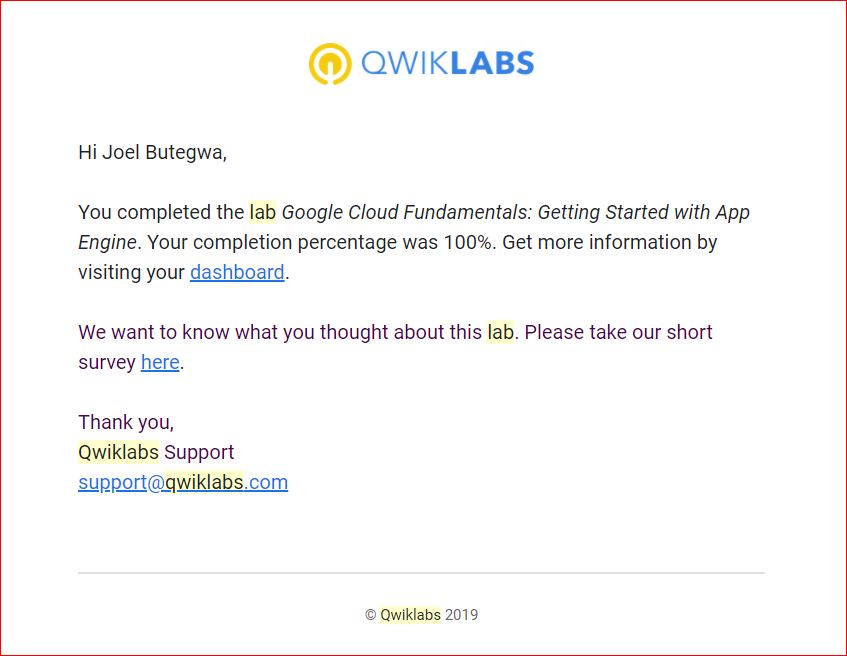 QWIKLABS
Hi Joel Butegwa,
You completed the lab Google Cloud Fundamentals: Getting Started with App
Engine. Your completion percentage was 100%. Get more information by
visiting your dashboard.
We want to know what you thought about this lab. Please take our short
survey here.
Thank you,
Qwiklabs Support
support@qwiklabs.com
© Qwiklabs 2019